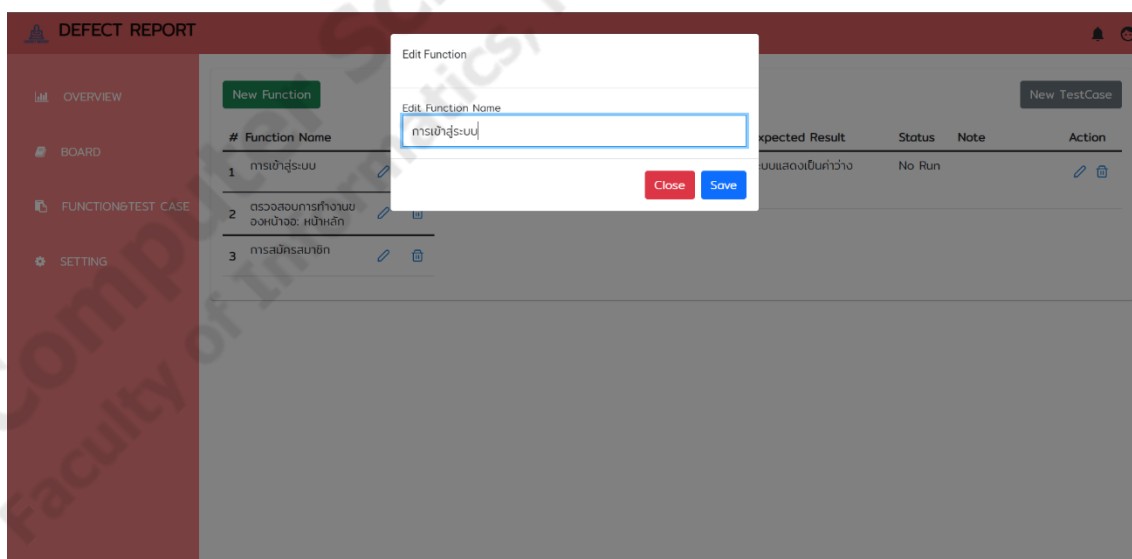 DEFECT REPORT
OVERVIEW
BOARD
FUNCTION&TEST CASE
SETTING
New Function
# Function Name
1 การเข้าสู่ระบบ
2 ตรวจสอบการทำงานข
องหน้าจอ: หน้าหลัก
3 การสมัครสมาชิก
Edit Function
Edit Function Name
การเข้าสู่ระบบ
Close Save
New TestCase
xpected Result Status Note Action
ะบบแสดงเป็นค่าว่าง No Run
Computer
Faculty of Informatics,